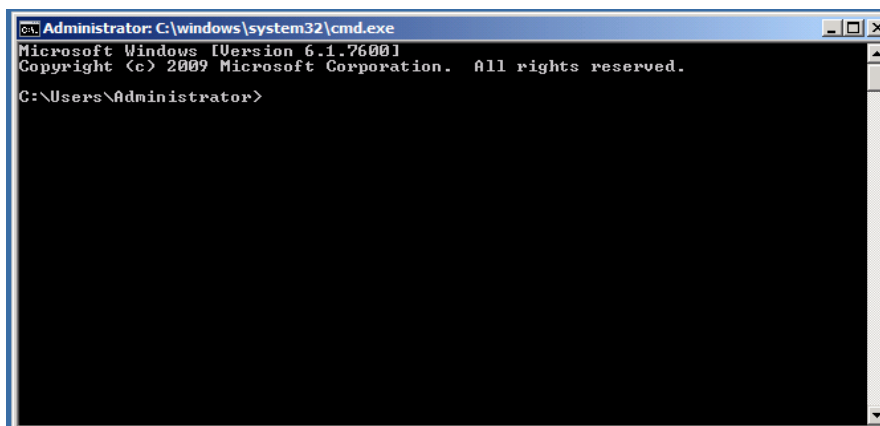 Administrator: C:\windows\system32\cmd.exe
Microsoft Windows [Version 6.1.7600]
Copyright (c) 2009 Microsoft Corporation.  All rights reserved.
C:\Users\Administrator>